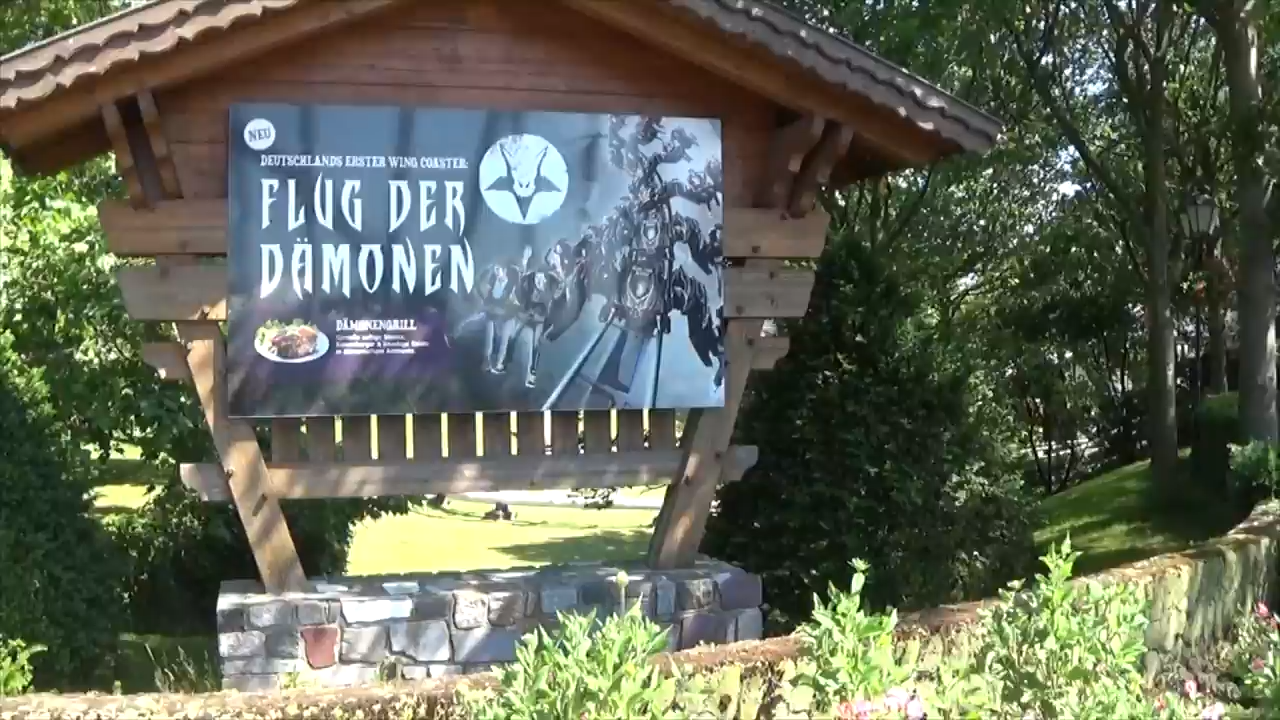 NEU
DEUTSCHLANDS ERSTER WING COASTER:
FLUG DER
DÄMONEN
DÄMONENGRILL